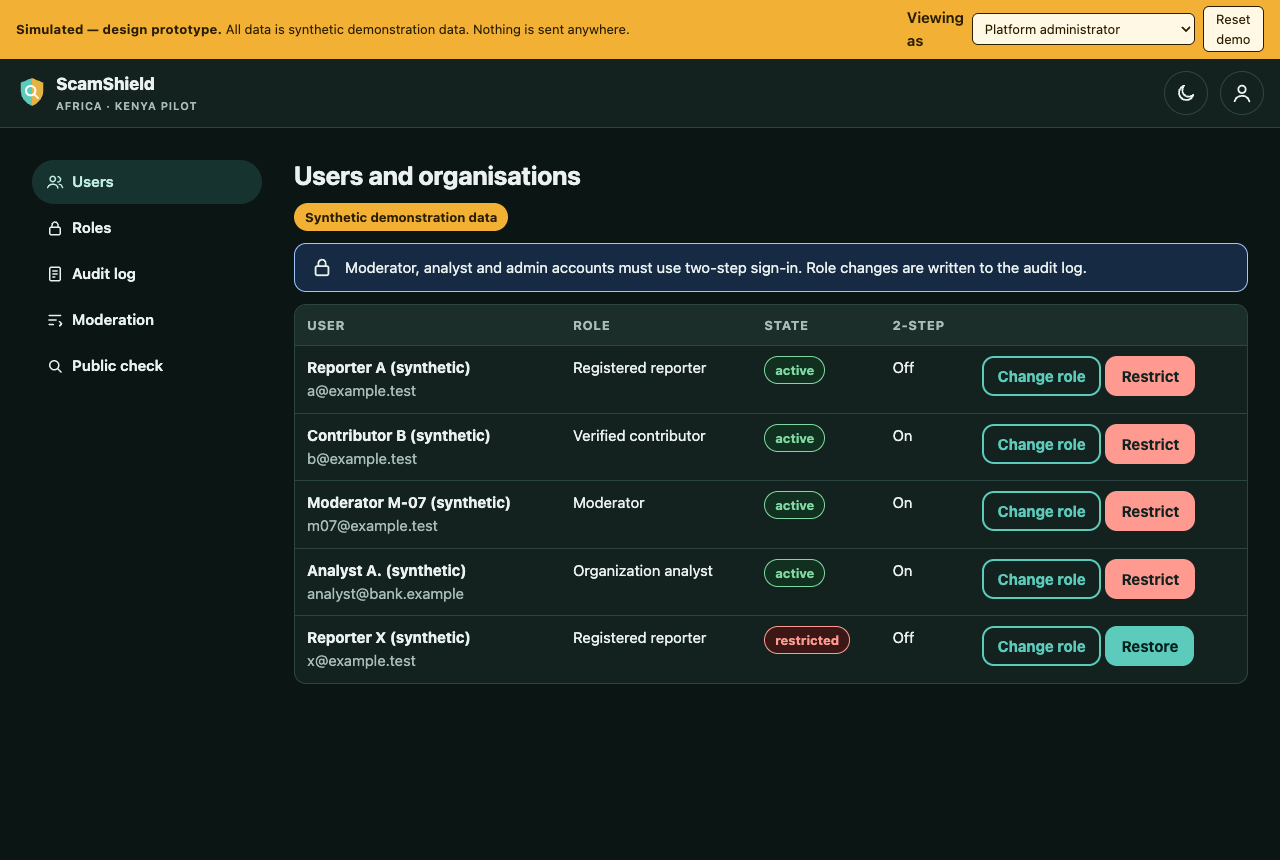 Simulated — design prototype. All data is synthetic demonstration data. Nothing is sent anywhere.
Viewing as
Platform administrator
Reset demo
ScamShield
AFRICA · KENYA PILOT
Users
Roles
Audit log
Moderation
Public check
Users and organisations
Synthetic demonstration data
Moderator, analyst and admin accounts must use two-step sign-in. Role changes are written to the audit log.
USER ROLE STATE 2-STEP
Reporter A (synthetic) Registered reporter active Off Change role Restrict
a@example.test
Contributor B (synthetic) Verified contributor active On Change role Restrict
b@example.test
Moderator M-07 (synthetic) Moderator active On Change role Restrict
m07@example.test
Analyst A. (synthetic) Organization analyst active On Change role Restrict
analyst@bank.example
Reporter X (synthetic) Registered reporter restricted Off Change role Restore
x@example.test